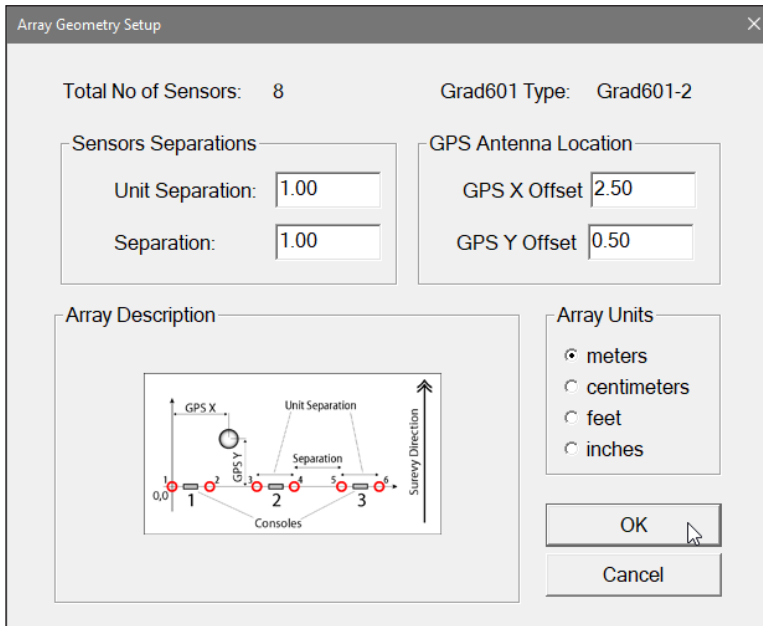 Array Geometry Setup
Total No of Sensors: 8
Grad601 Type: Grad601-2
Sensors Separations
Unit Separation: 1.00
Separation: 1.00
GPS Antenna Location
GPS X Offset 2.50
GPS Y Offset 0.50
Array Description
GPS X
Unit Separation
GPS Y
Separation
1 2 3 4 5 6
0,0
1 2 3
Consoles
Surevy Direction
Array Units
meters
centimeters
feet
inches
OK
Cancel